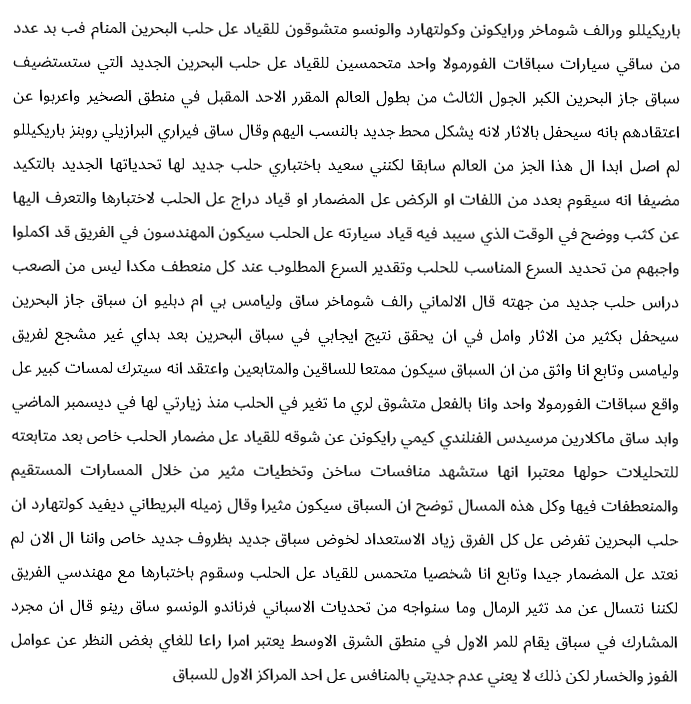 باريكيللو ورالف شوماخر ورايكونن وكولتهارد والونسو متشوقون للقياد عل حلب البحرين المنام فب بد عدد
من ساقي سيارات سباقات الفورمولا واحد متحمسين للقياد عل حلب البحرين الجديد التي ستستضيف
سباق جاز البحرين الكبر الجول الثالث من بطول العالم المقرر الاحد المقبل في منطق الصخير واعربوا عن
اعتقادهم بانه سيحفل بالاثار لانه يشكل محط جديد بالنسب اليهم وقال ساق فيراري البرازيلي روبنز باريكيللو
لم اصل ابدا ال هذا الجز من العالم سابقا لكنني سعيد باختباري حلب جديد لها تحدياتها الجديد بالتكيد
مضيفا انه سيقوم بعدد من اللفات او الركض عل المضمار او قياد دراج عل الحلب لاختبارها والتعرف اليها
عن كثب ووضح في الوقت الذي سيبد فيه قياد سيارته عل الحلب سيكون المهندسون في الفريق قد اكملوا
واجبهم من تحديد السرع المناسب للحلب وتقدير السرع المطلوب عند كل منعطف مكدا ليس من الصعب
دراس حلب جديد من جهته قال الالماني رالف شوماخر ساق وليامس بي ام دبليو ان سباق جاز البحرين
سيحفل بكثير من الاثار وامل في ان يحقق نتيج ايجابي في سباق البحرين بعد بداي غير مشجع لفريق
وليامس وتابع انا واثق من ان السباق سيكون ممتعا للساقين والمتابعين واعتقد انه سيترك لمسات كبير عل
واقع سباقات الفورمولا واحد وانا بالفعل متشوق لري ما تغير في الحلب منذ زيارتي لها في ديسمبر الماضي
وابد ساق ماكلارين مرسيدس الفنلندي كيمي رايكونن عن شوقه للقياد عل مضمار الحلب خاص بعد متابعته
للتحليلات حولها معتبرا انها ستشهد منافسات ساخن وتخطيات مثير من خلال المسارات المستقيم
والمنعطفات فيها وكل هذه المسال توضح ان السباق سيكون مثيرا وقال زميله البريطاني ديفيد كولتهارد ان
حلب البحرين تفرض عل كل الفرق زياد الاستعداد لخوض سباق جديد بظروف جديد خاص واننا ال الان لم
نعتد عل المضمار جيدا وتابع انا شخصيا متحمس للقياد عل الحلب وسقوم باختبارها مع مهندسي الفريق
لكننا نتسال عن مد تثير الرمال وما سنواجه من تحديات الاسباني فرناندو الونسو ساق رينو قال ان مجرد
المشارك في سباق يقام للمر الاول في منطق الشرق الاوسط يعتبر امرا راعا للغاي بغض النظر عن عوامل
الفوز والخسار لكن ذلك لا يعني عدم جديتي بالمنافس عل احد المراكز الاول للسباق